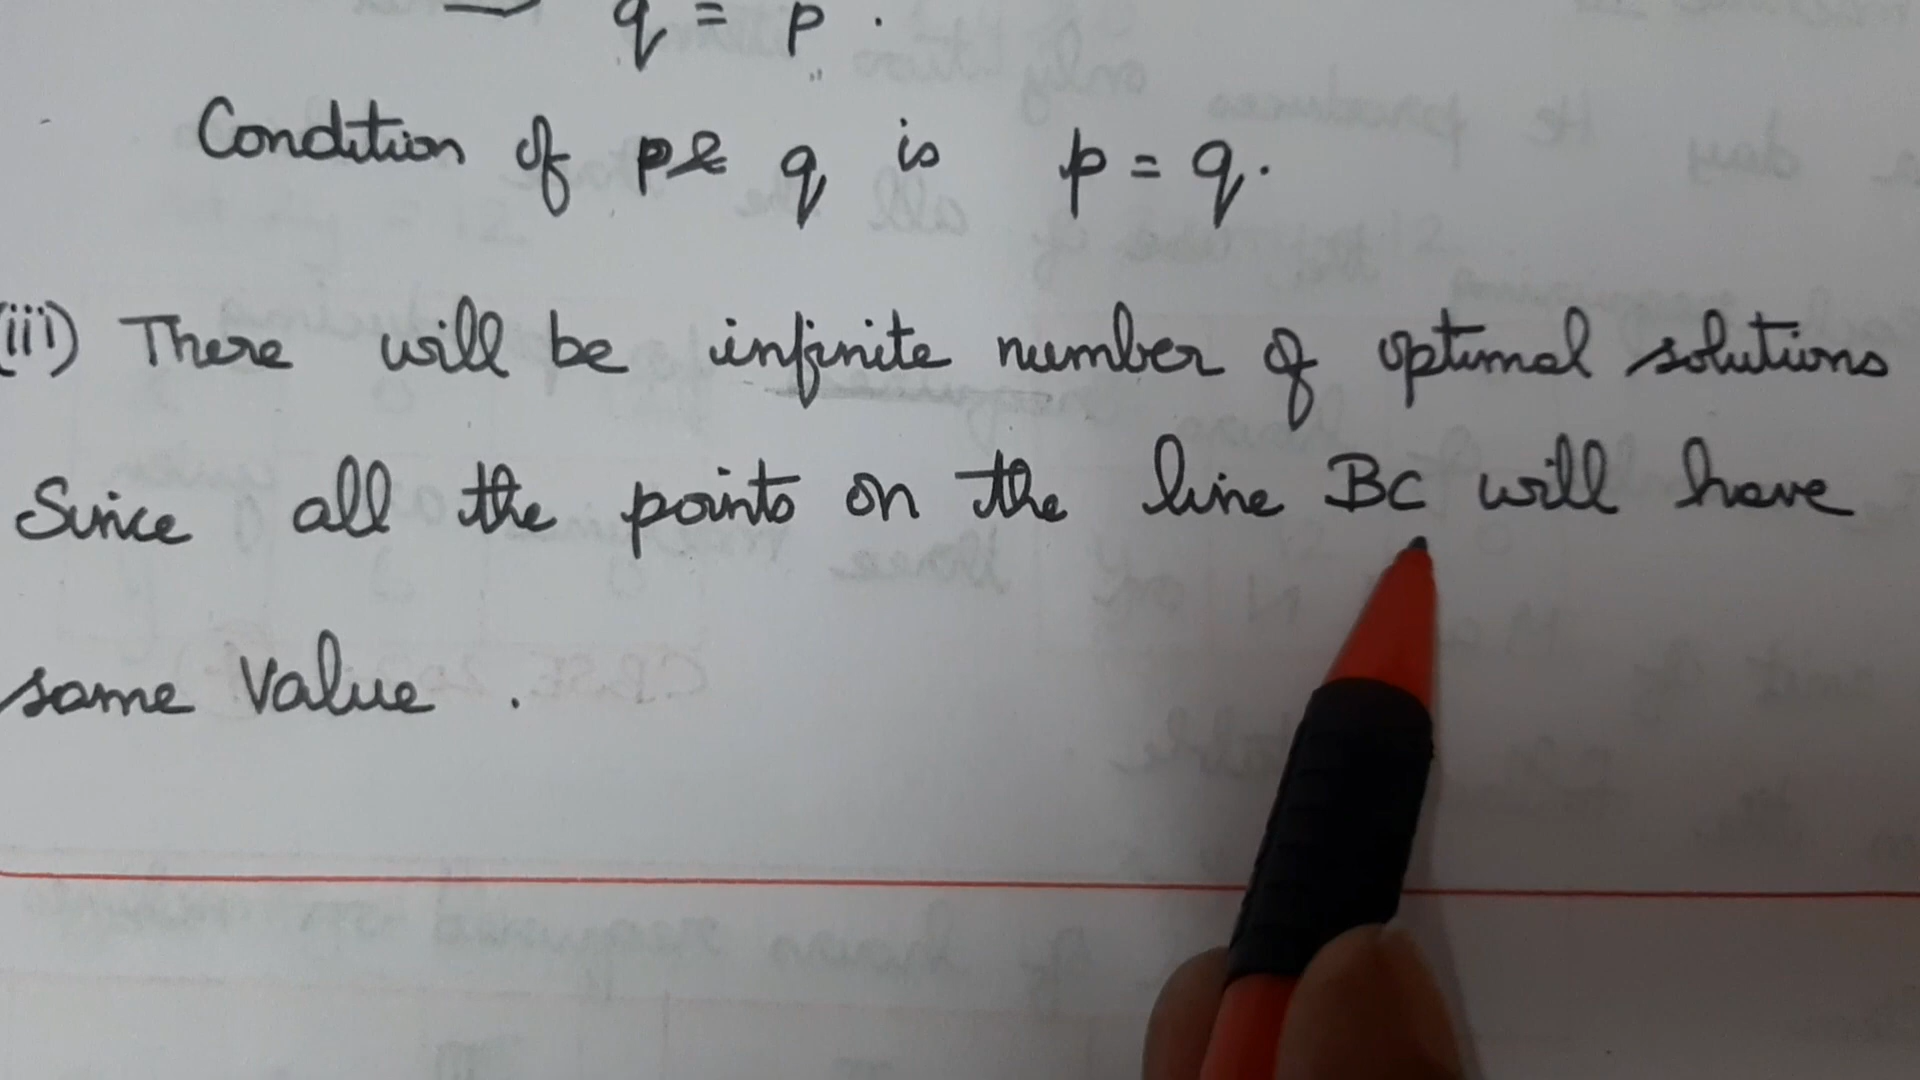 q = p .
Condition of p & q is p = q.
(iii) There will be infinite number of optimal solutions
Since all the points on the line BC will have
same value .